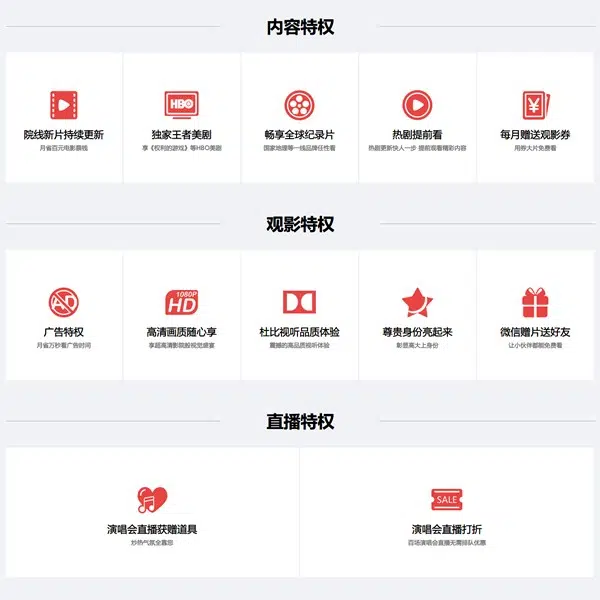 内容特权
HBO
¥
院线新片持续更新
独家王者美剧
畅享全球纪录片
热剧提前看
每月赠送观影券
月省百元电影票钱
享《权利的游戏》等HBO美剧
国家地理等一线品牌任性看
热剧更新快人一步 提前观看精彩内容
用券大片免费看
观影特权
AD
1080P
HD
广告特权
高清画质随心享
杜比视听品质体验
尊贵身份亮起来
微信赠片送好友
月省万秒看广告时间
享超高清影院般视觉盛宴
震撼的高品质视听体验
彰显高大上身份
让小伙伴都能免费看
直播特权
SALE
演唱会直播获赠道具
演唱会直播打折
炒热气氛全靠您
百场演唱会直播无需排队优惠